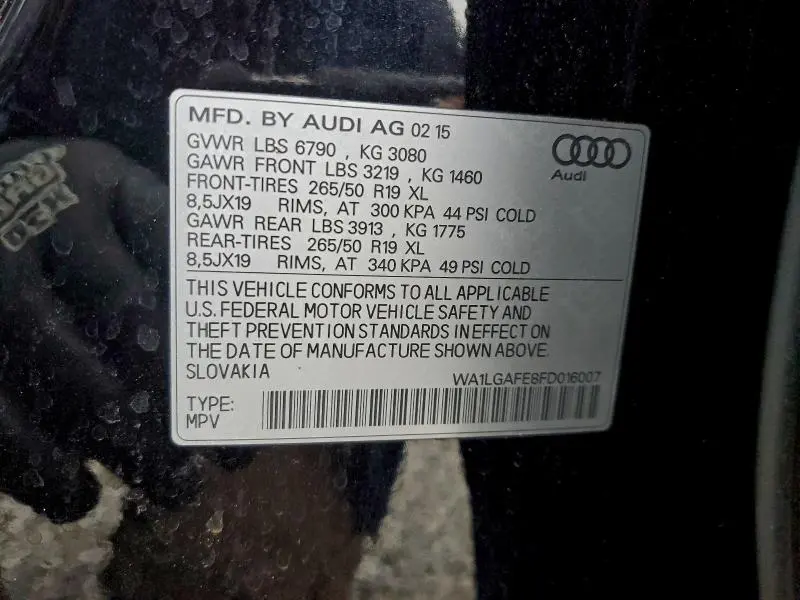 MFD. BY AUDI AG 02 15
GVWR LBS 6790 , KG 3080
GAWR FRONT LBS 3219 , KG 1460
FRONT-TIRES 265/50 R19 XL
8,5JX19 RIMS, AT 300 KPA 44 PSI COLD
GAWR REAR LBS 3913 , KG 1775
REAR-TIRES 265/50 R19 XL
8,5JX19 RIMS, AT 340 KPA 49 PSI COLD
Audi
THIS VEHICLE CONFORMS TO ALL APPLICABLE
U.S. FEDERAL MOTOR VEHICLE SAFETY AND
THEFT PREVENTION STANDARDS IN EFFECT ON
THE DATE OF MANUFACTURE SHOWN ABOVE.
SLOVAKIA
WA1LGAFE8FD016007
TYPE:
MPV